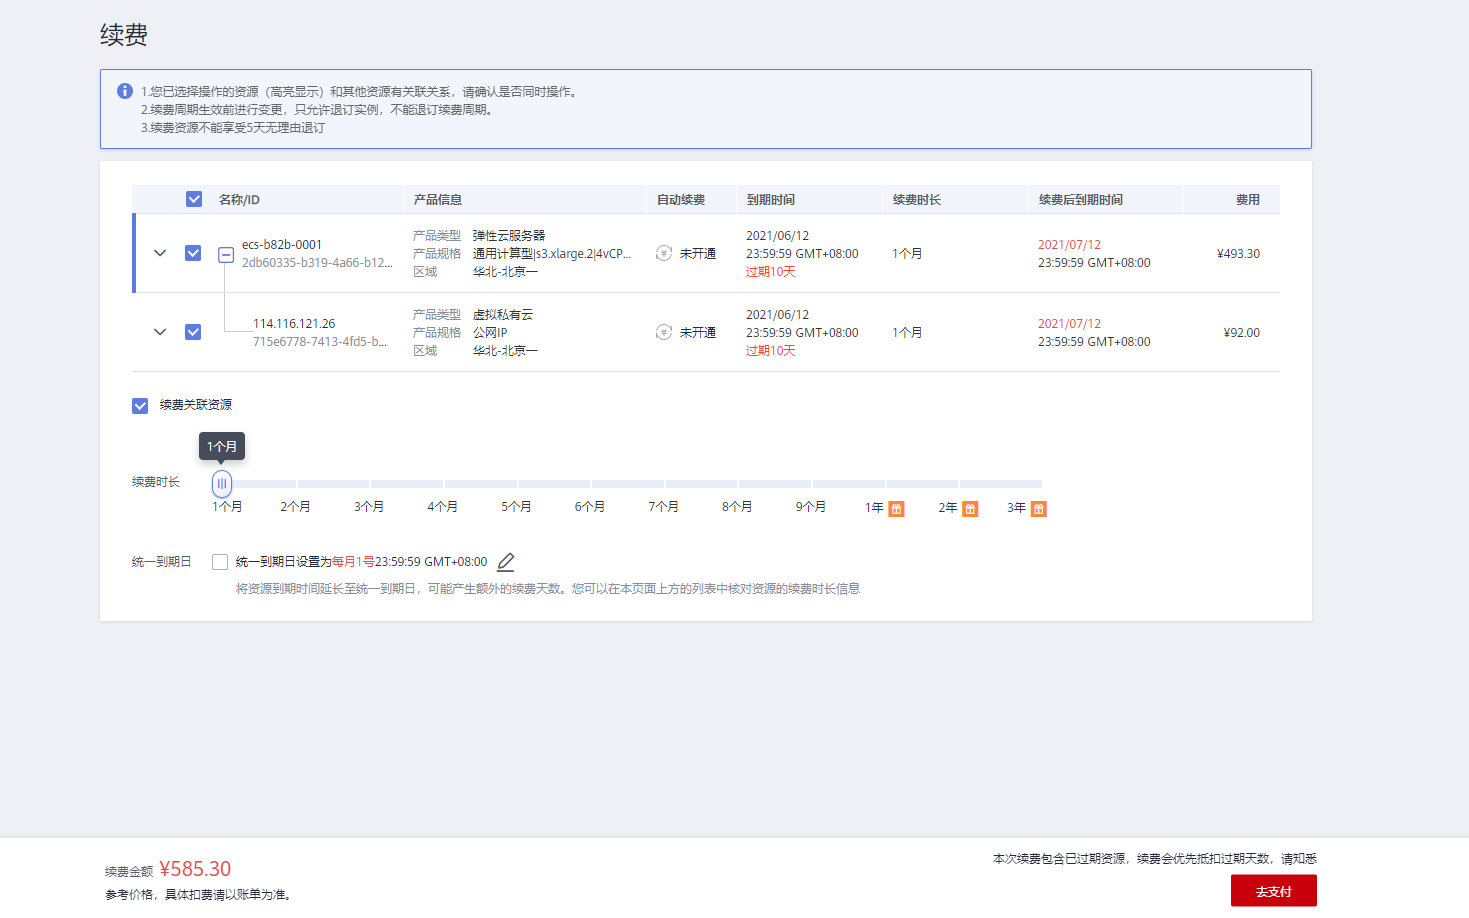 续费
1.您已选择操作的资源（高亮显示）和其他资源有关联关系，请确认是否同时操作。
2.续费周期生效前进行变更，只允许退订实例，不能退订续费周期。
3.续费资源不能享受5天无理由退订
名称/ID 产品信息 自动续费 到期时间 续费时长 续费后到期时间 费用
ecs-b82b-0001
2db60335-b319-4a66-b12...
产品类型 弹性云服务器
产品规格 通用计算型|s3.xlarge.2|4vCP...
区域 华北-北京一
未开通
2021/06/12
23:59:59 GMT+08:00
过期10天
1个月
2021/07/12
23:59:59 GMT+08:00
¥493.30
114.116.121.26
715e6778-7413-4fd5-b...
产品类型 虚拟私有云
产品规格 公网IP
区域 华北-北京一
未开通
2021/06/12
23:59:59 GMT+08:00
过期10天
1个月
2021/07/12
23:59:59 GMT+08:00
¥92.00
续费关联资源
1个月
续费时长
1个月 2个月 3个月 4个月 5个月 6个月 7个月 8个月 9个月 1年 2年 3年
统一到期日 统一到期日设置为每月1号23:59:59 GMT+08:00
将资源到期时间延长至统一到期日，可能产生额外的续费天数。您可以在本页面上方的列表中核对资源的续费时长信息
续费金额 ¥585.30
参考价格，具体扣费请以账单为准。
本次续费包含已过期资源，续费会优先抵扣过期天数，请知悉
去支付